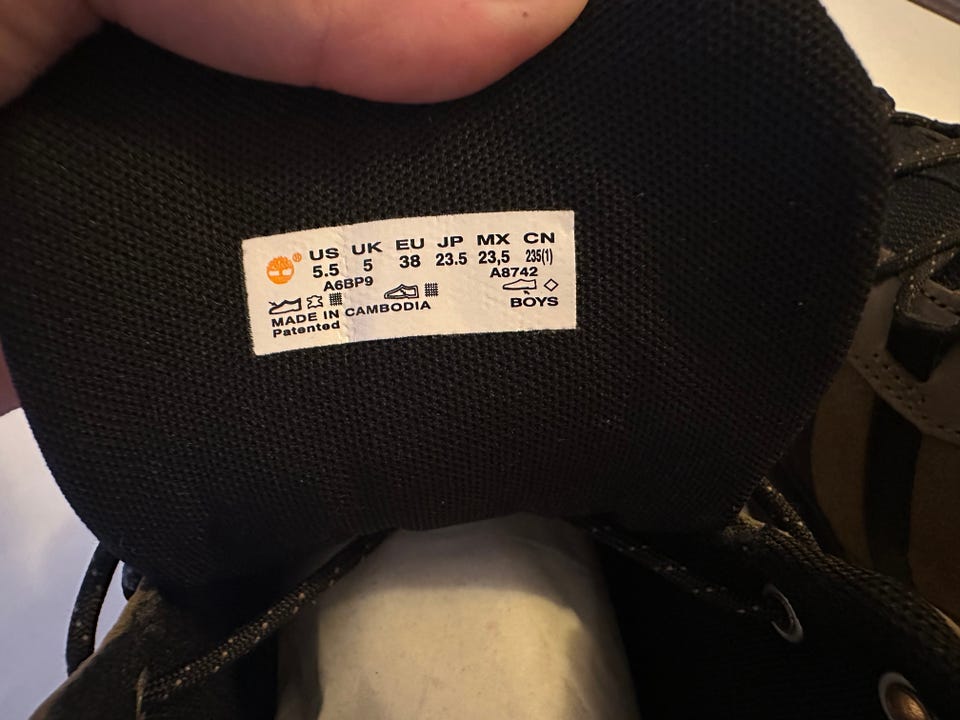 US UK EU JP MX CN
5.5 5 38 23.5 23,5 235(1)
A6BP9 A8742
MADE IN CAMBODIA BOYS
Patented